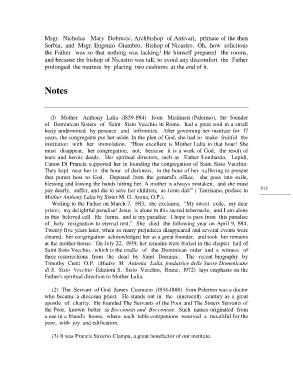 Msgr. Nicholas Mary Dobrecic, Archbishop of Antivari, primate of the then
Serbia, and Msgr. Eugenio Giambro, Bishop of Nicastro. Oh, how solicitous
the Father was so that nothing was lacking! He himself prepared the rooms,
and because the bishop of Nicastro was tall, to avoid any discomfort the Father
prolonged the mattress by placing two cushions at the end of it.
Notes
(1) Mother Anthony Lalia (1839-1914) from Misilmeri (Palermo), the founder
of Dominican Sisters of Saint Sisto Vecchio in Rome, had a great soul in a small
body undermined by penance and infirmities. After governing her institute for 17
years, the congregants put her aside. In the plan of God, she had to make fruitful the
institution with her immolation. "How excellent is Mother Lalia in that house! She
must disappear, her congregation, not, because it is a work of God, the result of
tears and heroic deeds. Her spiritual directors, such as Father Lombardo, Lepidi,
Canon Di Francia supported her in founding the congregation of Saint Sisto Vecchio.
They kept near her in the hour of darkness, in the hour of her suffering to present
that purest host to God. Deposed from the general's office, she goes into exile,
blessing and kissing the hands hitting her. A mother is always mistaken, and she must
pay dearly, suffer, and die to save her children, as Jesus did!" ( Tontisano, preface to
Mother Antony Lalia by Sister M. G. Avarra, O.P.).
Writing to the Father on March 7, 1913, she exclaims, "My sweet exile, my dear
prison, my delightful paradise! Jesus is alone in this sacred tabernacle, and I am alone
in this beloved cell. He forms, and is my paradise. I hope to pass from this paradise
of holy resignation to eternal rest." She died the following year on April 9, 1914.
Twenty five years later, when so many prejudices disappeared and several events were
cleared, her congregation acknowledged her as a great founder, and took her remains
at the mother-house. On July 22, 1939, her remains were buried in the chapter hall of
Saint Sisto Vecchio, which is the cradle of the Dominican order and a witness of
three resurrections from the dead by Saint Dominic. The recent biography by
Timothy Centi O.P. (Madre M. Antonia Lalia, fondatrice delle Suore Domenicane
di S. Sisto Vecchio- Edizioni S. Sisto Vecchio, Rome, 1972) lays emphasis on the
Father's spiritual direction to Mother Lalia.
(2) The Servant of God James Cusmano (1834-1888) from Palermo was a doctor
who became a diocesan priest. He stands out in the nineteenth century as a great
apostle of charity. He founded The Servants of the Poor and The Sisters Servants of
the Poor, known better as Bocconisti and Bocconiste. Such names originated from
a use in a friend's house, where each table companions reserved a mouthful for the
poor, with joy and edification.
(3) It was Francis Saverio Ciampa, a great benefactor of our institute.